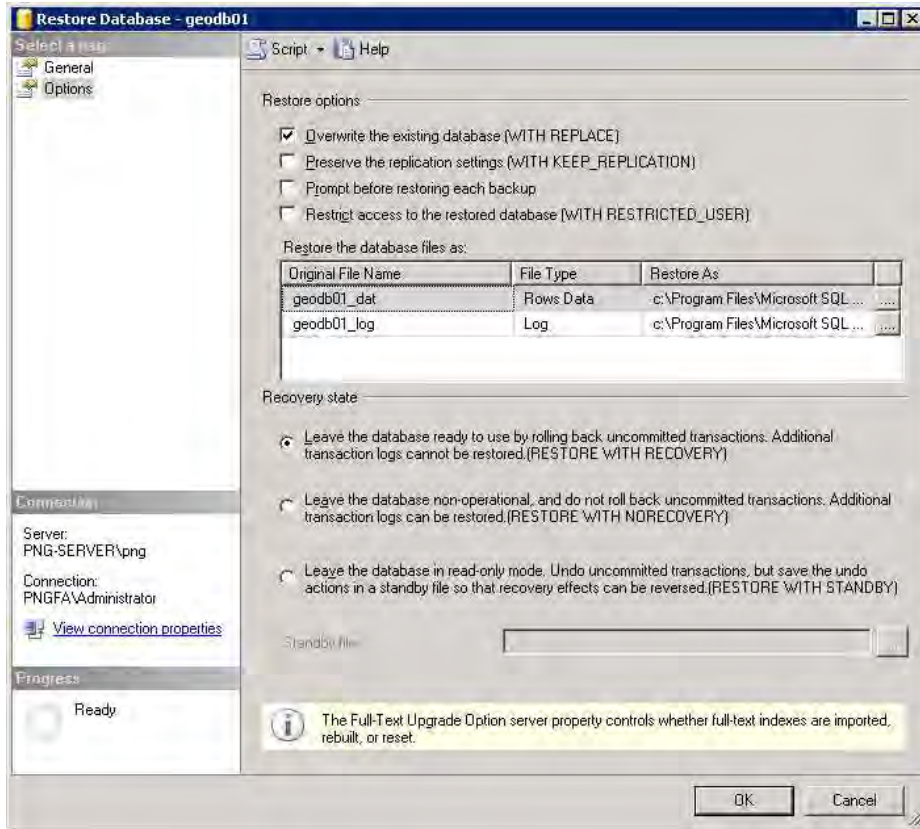 Restore Database - geodb01
Select a page
General
Options
Script
Help
Restore options
Overwrite the existing database (WITH REPLACE)
Preserve the replication settings (WITH KEEP_REPLICATION)
Prompt before restoring each backup
Restrict access to the restored database (WITH RESTRICTED_USER)
Restore the database files as:
Original File Name File Type Restore As
geodb01_dat Rows Data c:\Program Files\Microsoft SQL ... ....
geodb01_log Log c:\Program Files\Microsoft SQL ... ....
Recovery state
Leave the database ready to use by rolling back uncommitted transactions. Additional
transaction logs cannot be restored.(RESTORE WITH RECOVERY)
Leave the database non-operational, and do not roll back uncommitted transactions. Additional
transaction logs can be restored.(RESTORE WITH NORECOVERY)
Leave the database in read-only mode. Undo uncommitted transactions, but save the undo
actions in a standby file so that recovery effects can be reversed.(RESTORE WITH STANDBY)
Standby file:
...
Connection
Server:
PNG-SERVER\png
Connection:
PNGFA\Administrator
View connection properties
Progress
Ready
The Full-Text Upgrade Option server property controls whether full-text indexes are imported,
rebuilt, or reset.
OK
Cancel